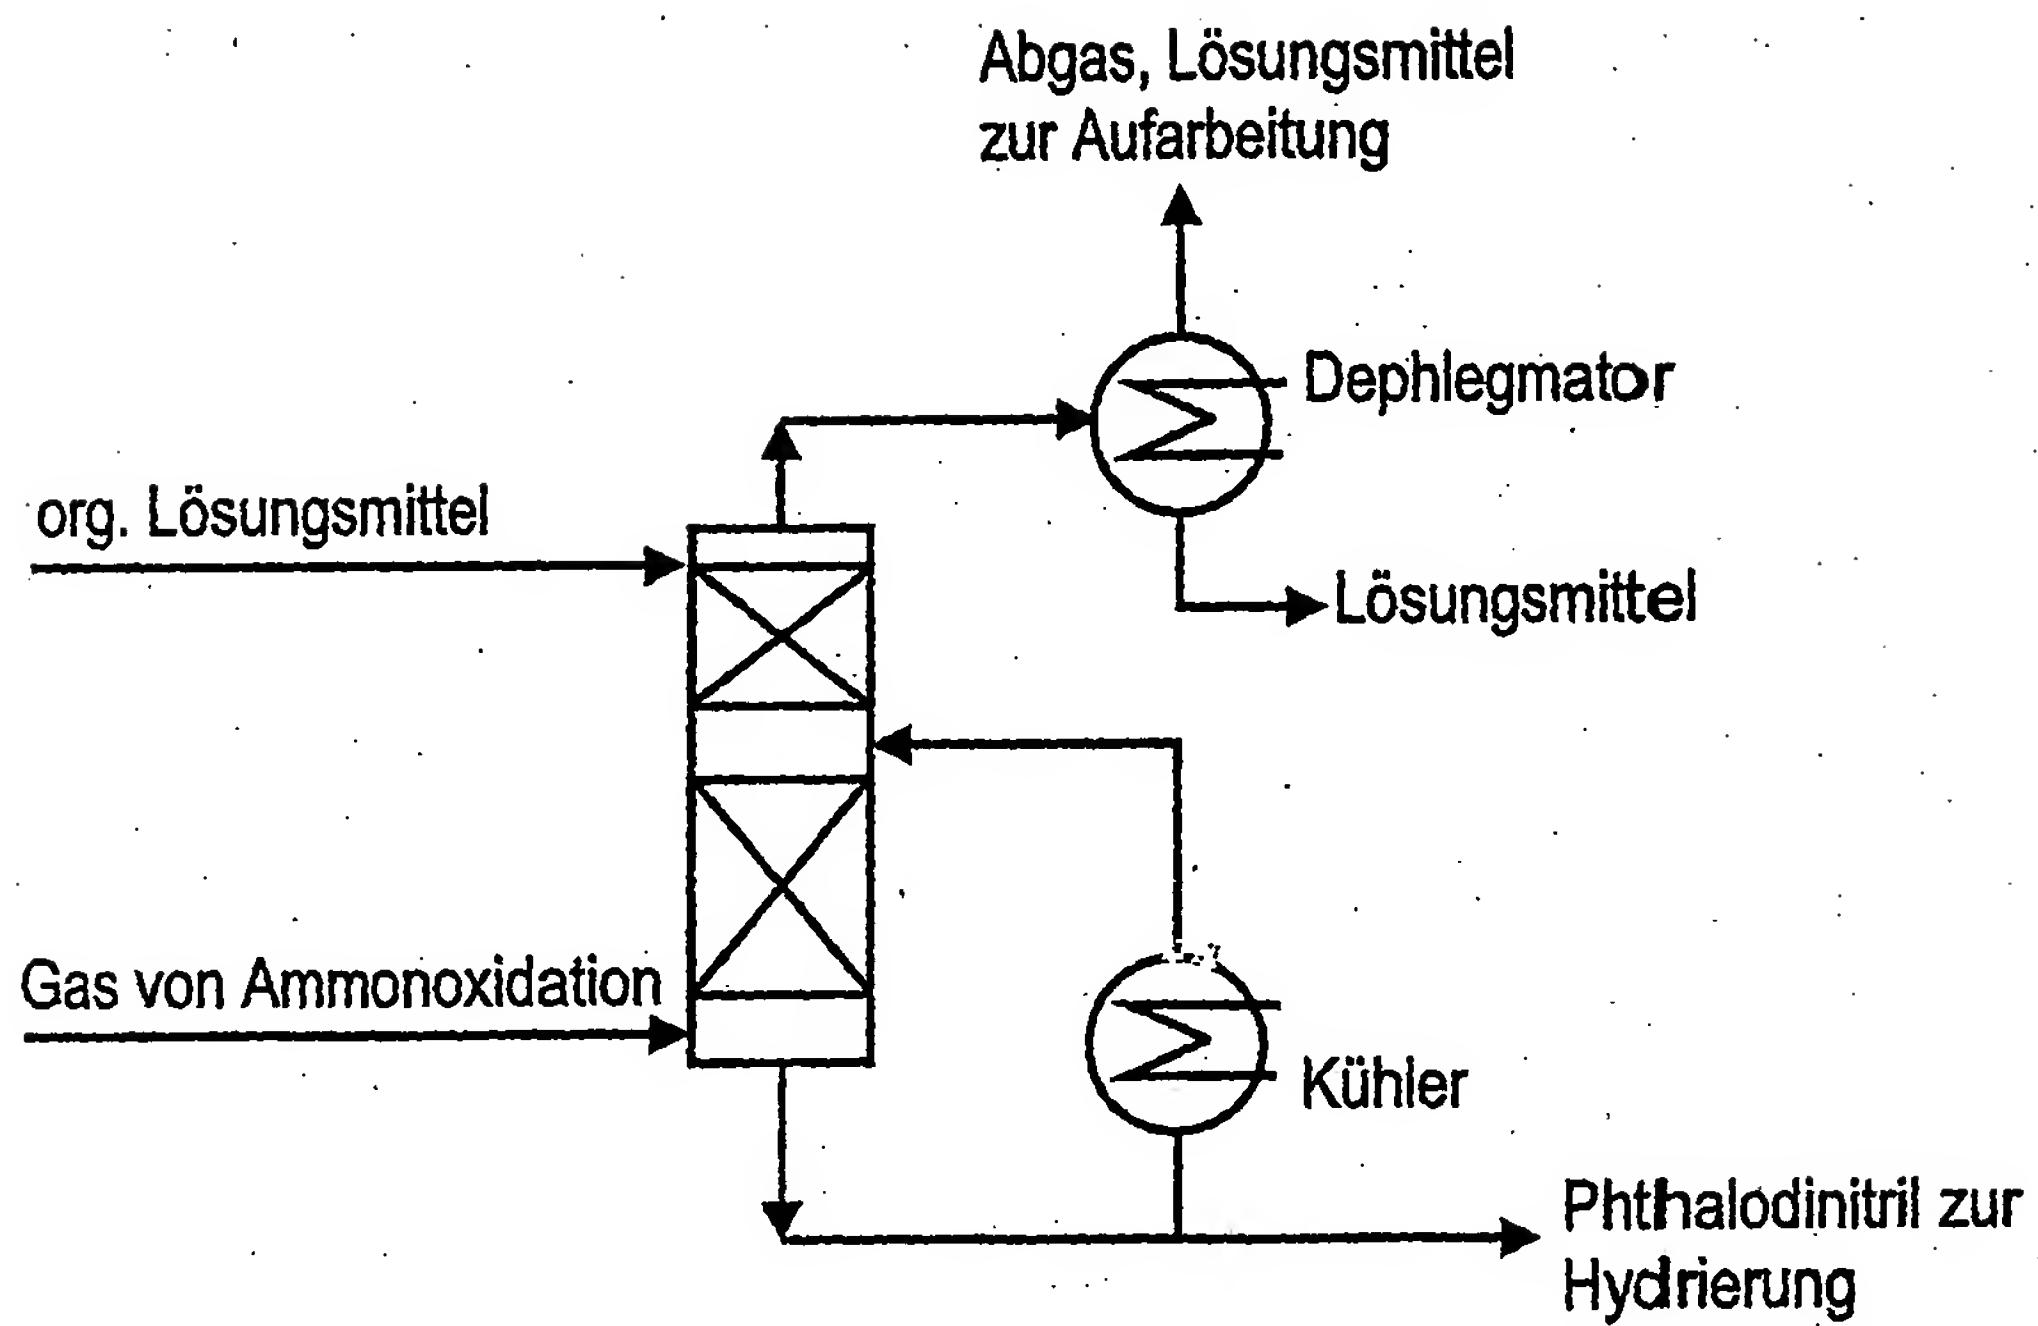 Abgas, Lösungsmittel
zur Aufarbeitung
Dephlegmator
org. Lösungsmittel
Lösungsmittel
Gas von Ammonoxidation
Kühler
Phthalodinitril zur
Hydrierung